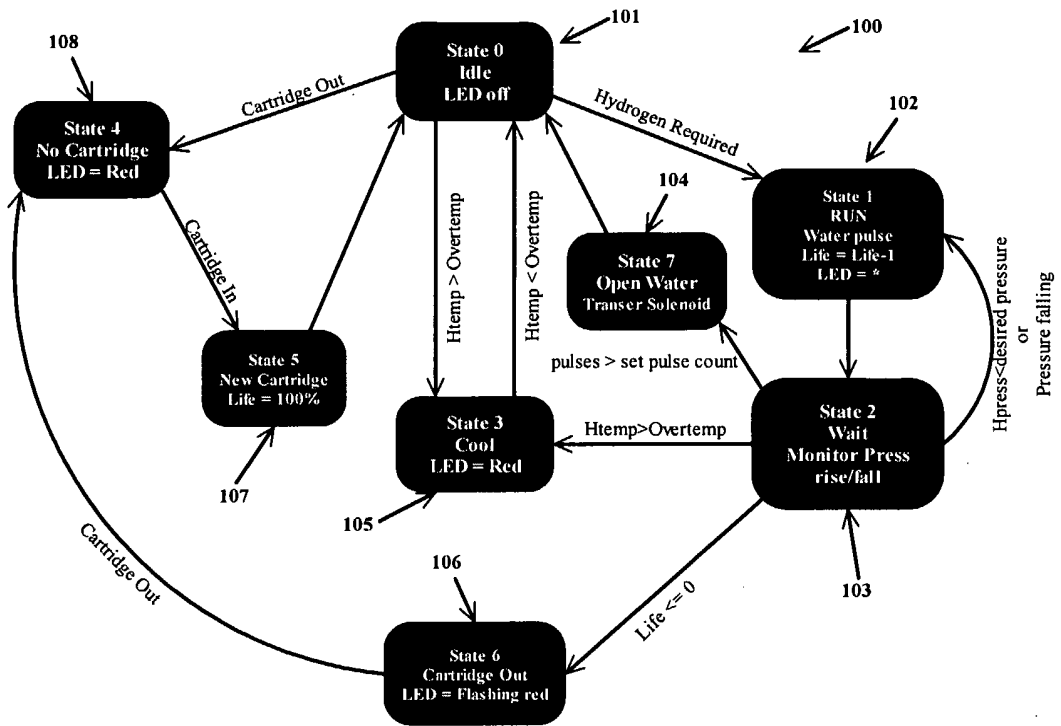 101
100
108
State 0
Idle
LED off
Cartridge Out
Hydrogen Required
102
State 4
No Cartridge
LED = Red
104
State 1
RUN
Water pulse
Life = Life-1
LED = *
Cartridge In
Htemp > Overtemp
Htemp < Overtemp
State 7
Open Water
Transer Solenoid
Hpress<desired pressure
or
Pressure falling
State 5
New Cartridge
Life = 100%
pulses > set pulse count
107
State 3
Cool
LED = Red
Htemp>Overtemp
State 2
Wait
Monitor Press
rise/fall
105
103
Cartridge Out
106
Life <= 0
State 6
Cartridge Out
LED = Flashing red